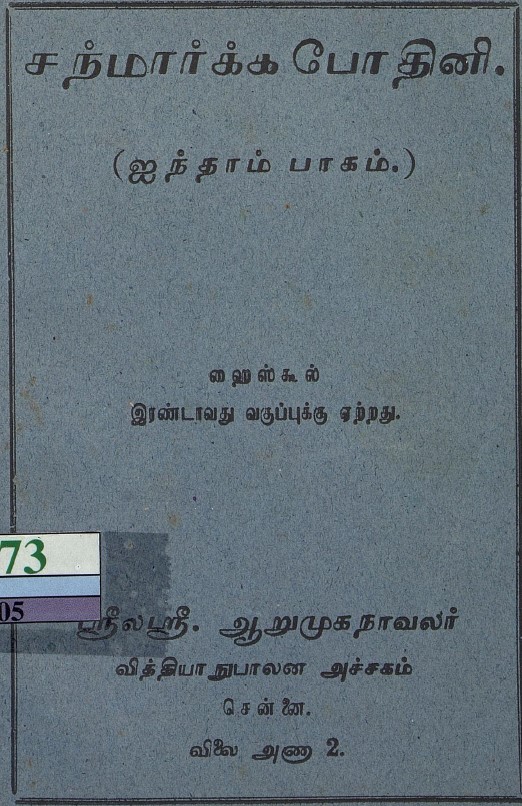 சந்மார்க்க போதினி.
(ஐந்தாம் பாகம்.)
ஹைஸ்கூல்
இரண்டாவது வகுப்புக்கு ஏற்றது.
73
05
ஸ்ரீலஸ்ரீ. ஆறுமுகநாவலர்
வித்தியாநுபாலன அச்சகம்
சென்னை.
விலை அணா 2.